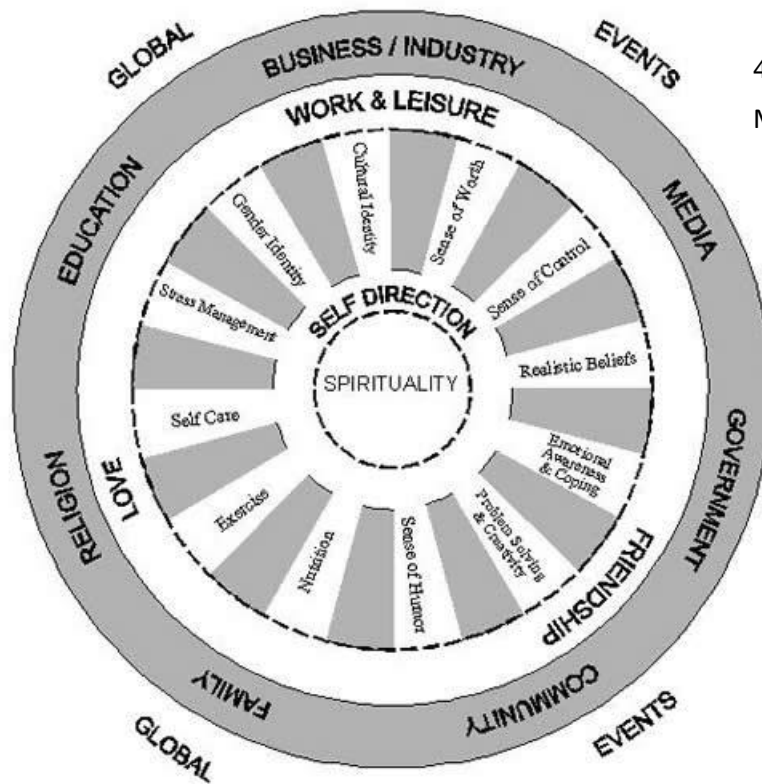 GLOBAL
EVENTS
BUSINESS / INDUSTRY
MEDIA
GOVERNMENT
COMMUNITY
FAMILY
RELIGION
EDUCATION
WORK & LEISURE
FRIENDSHIP
LOVE
Cultural Identity
Sense of Worth
Sense of Control
Realistic Beliefs
Emotional
Awareness
& Coping
Problem Solving
& Creativity
Sense of Humor
Nutrition
Exercise
Self Care
Stress Management
Gender Identity
SELF DIRECTION
SPIRITUALITY
GLOBAL
EVENTS
4